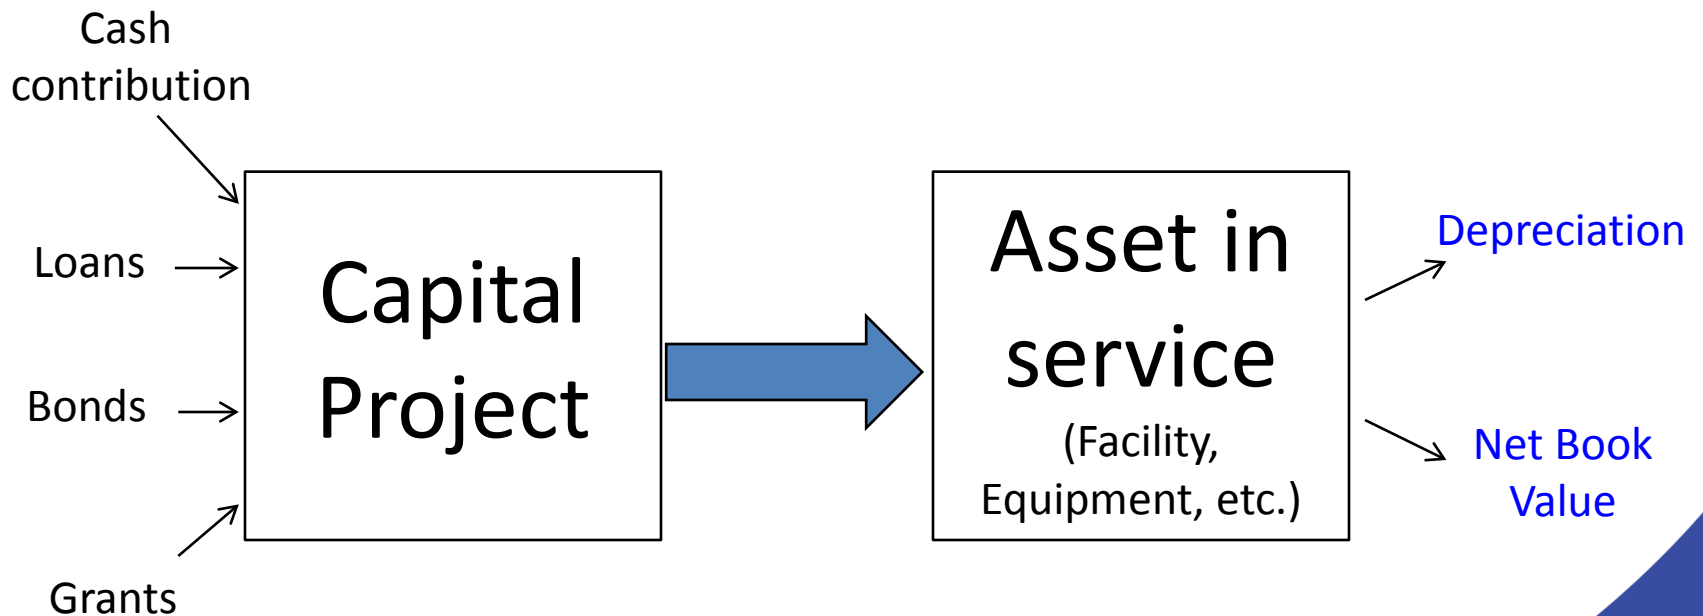 Cash
contribution
Loans
Bonds
Grants
Capital
Project
Asset in
service
(Facility,
Equipment, etc.)
Depreciation
Net Book
Value